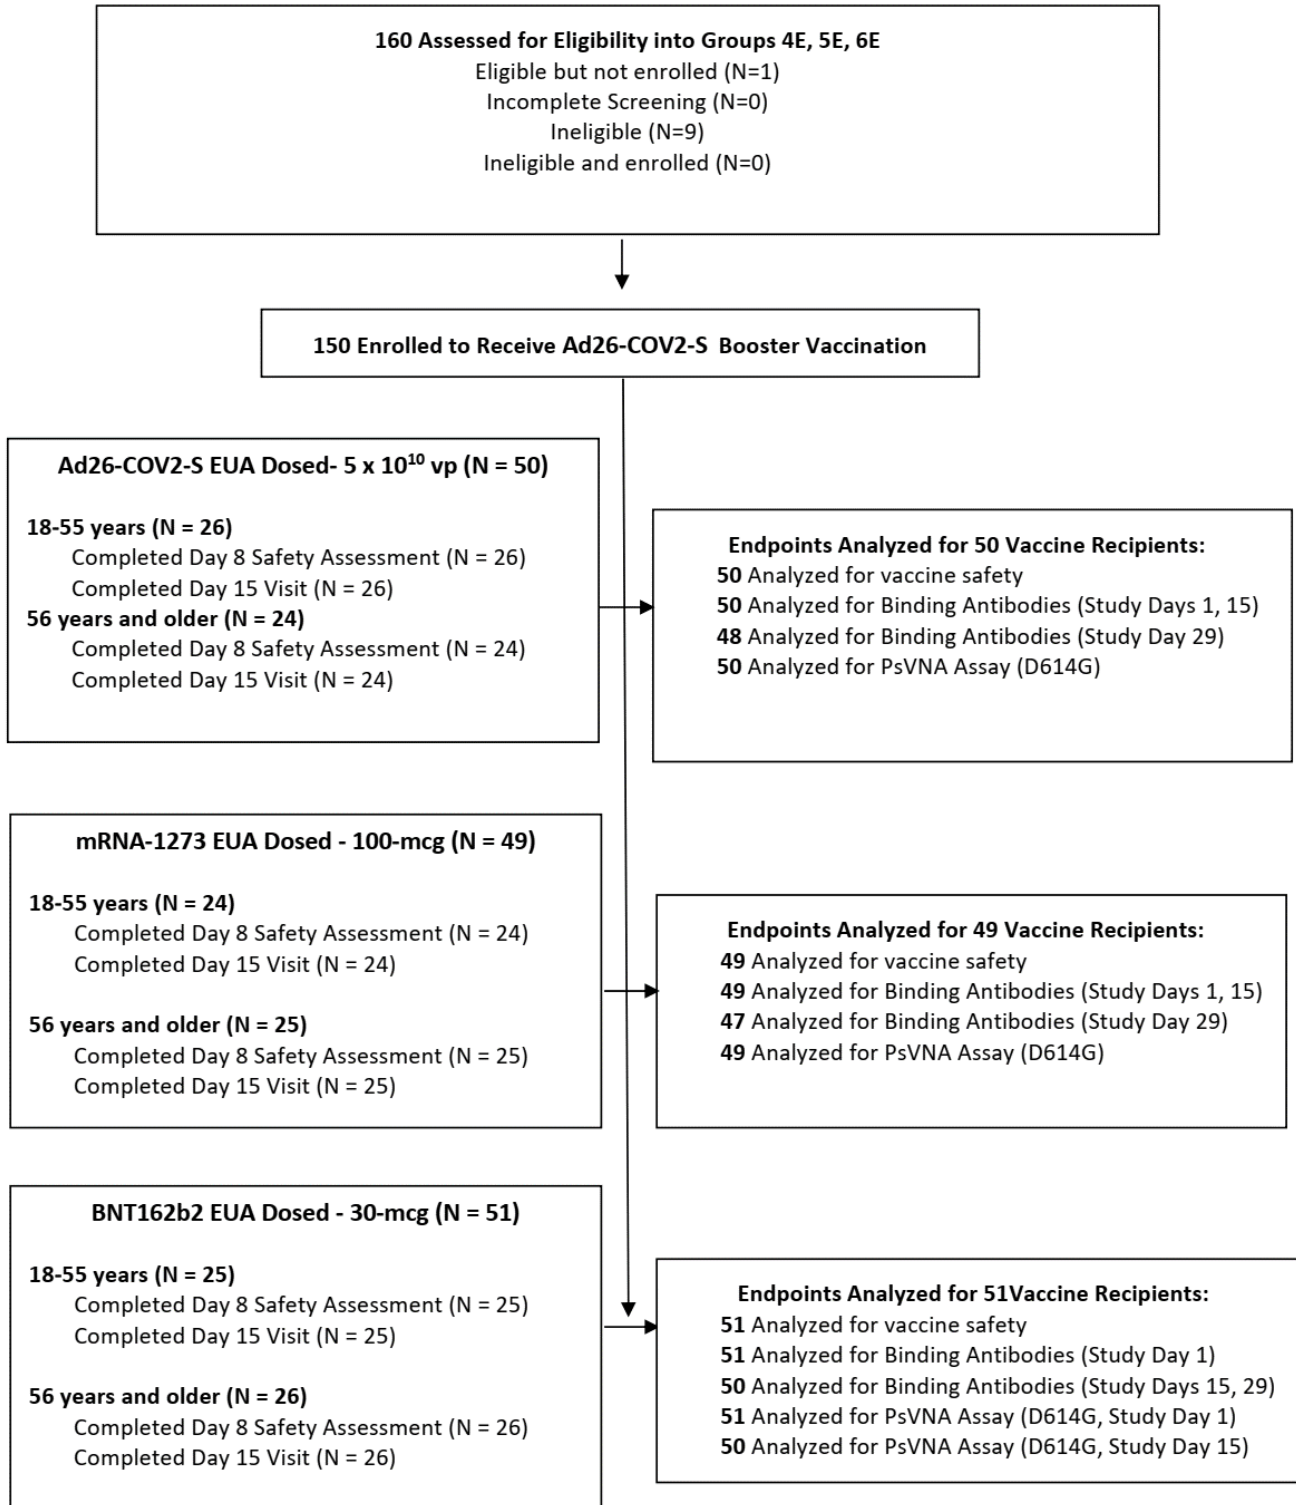 160 Assessed for Eligibility into Groups 4E, 5E, 6E
Eligible but not enrolled (N=1)
Incomplete Screening (N=0)
Ineligible (N=9)
Ineligible and enrolled (N=0)
150 Enrolled to Receive Ad26-COV2-S Booster Vaccination
Ad26-COV2-S EUA Dosed- 5 x 10¹⁰ vp (N = 50)
18-55 years (N = 26)
Completed Day 8 Safety Assessment (N = 26)
Completed Day 15 Visit (N = 26)
56 years and older (N = 24)
Completed Day 8 Safety Assessment (N = 24)
Completed Day 15 Visit (N = 24)
Endpoints Analyzed for 50 Vaccine Recipients:
50 Analyzed for vaccine safety
50 Analyzed for Binding Antibodies (Study Days 1, 15)
48 Analyzed for Binding Antibodies (Study Day 29)
50 Analyzed for PsVNA Assay (D614G)
mRNA-1273 EUA Dosed - 100-mcg (N = 49)
18-55 years (N = 24)
Completed Day 8 Safety Assessment (N = 24)
Completed Day 15 Visit (N = 24)
56 years and older (N = 25)
Completed Day 8 Safety Assessment (N = 25)
Completed Day 15 Visit (N = 25)
Endpoints Analyzed for 49 Vaccine Recipients:
49 Analyzed for vaccine safety
49 Analyzed for Binding Antibodies (Study Days 1, 15)
47 Analyzed for Binding Antibodies (Study Day 29)
49 Analyzed for PsVNA Assay (D614G)
BNT162b2 EUA Dosed - 30-mcg (N = 51)
18-55 years (N = 25)
Completed Day 8 Safety Assessment (N = 25)
Completed Day 15 Visit (N = 25)
56 years and older (N = 26)
Completed Day 8 Safety Assessment (N = 26)
Completed Day 15 Visit (N = 26)
Endpoints Analyzed for 51Vaccine Recipients:
51 Analyzed for vaccine safety
51 Analyzed for Binding Antibodies (Study Day 1)
50 Analyzed for Binding Antibodies (Study Days 15, 29)
51 Analyzed for PsVNA Assay (D614G, Study Day 1)
50 Analyzed for PsVNA Assay (D614G, Study Day 15)